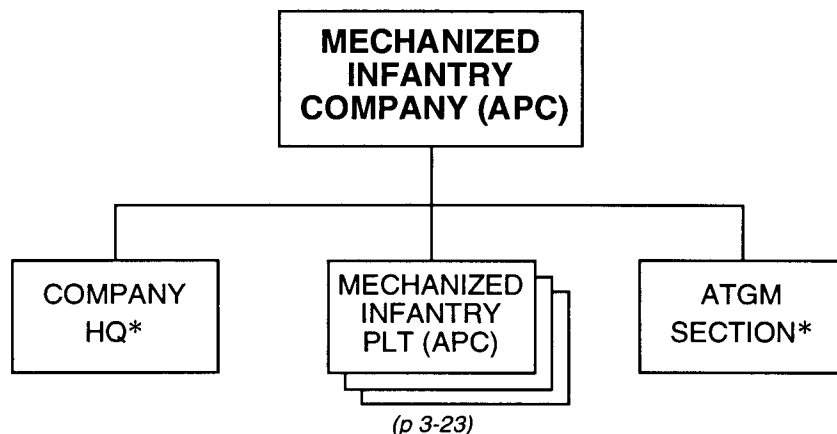 MECHANIZED
INFANTRY
COMPANY (APC)
COMPANY
HQ*
MECHANIZED
INFANTRY
PLT (APC)
(p 3-23)
ATGM
SECTION*